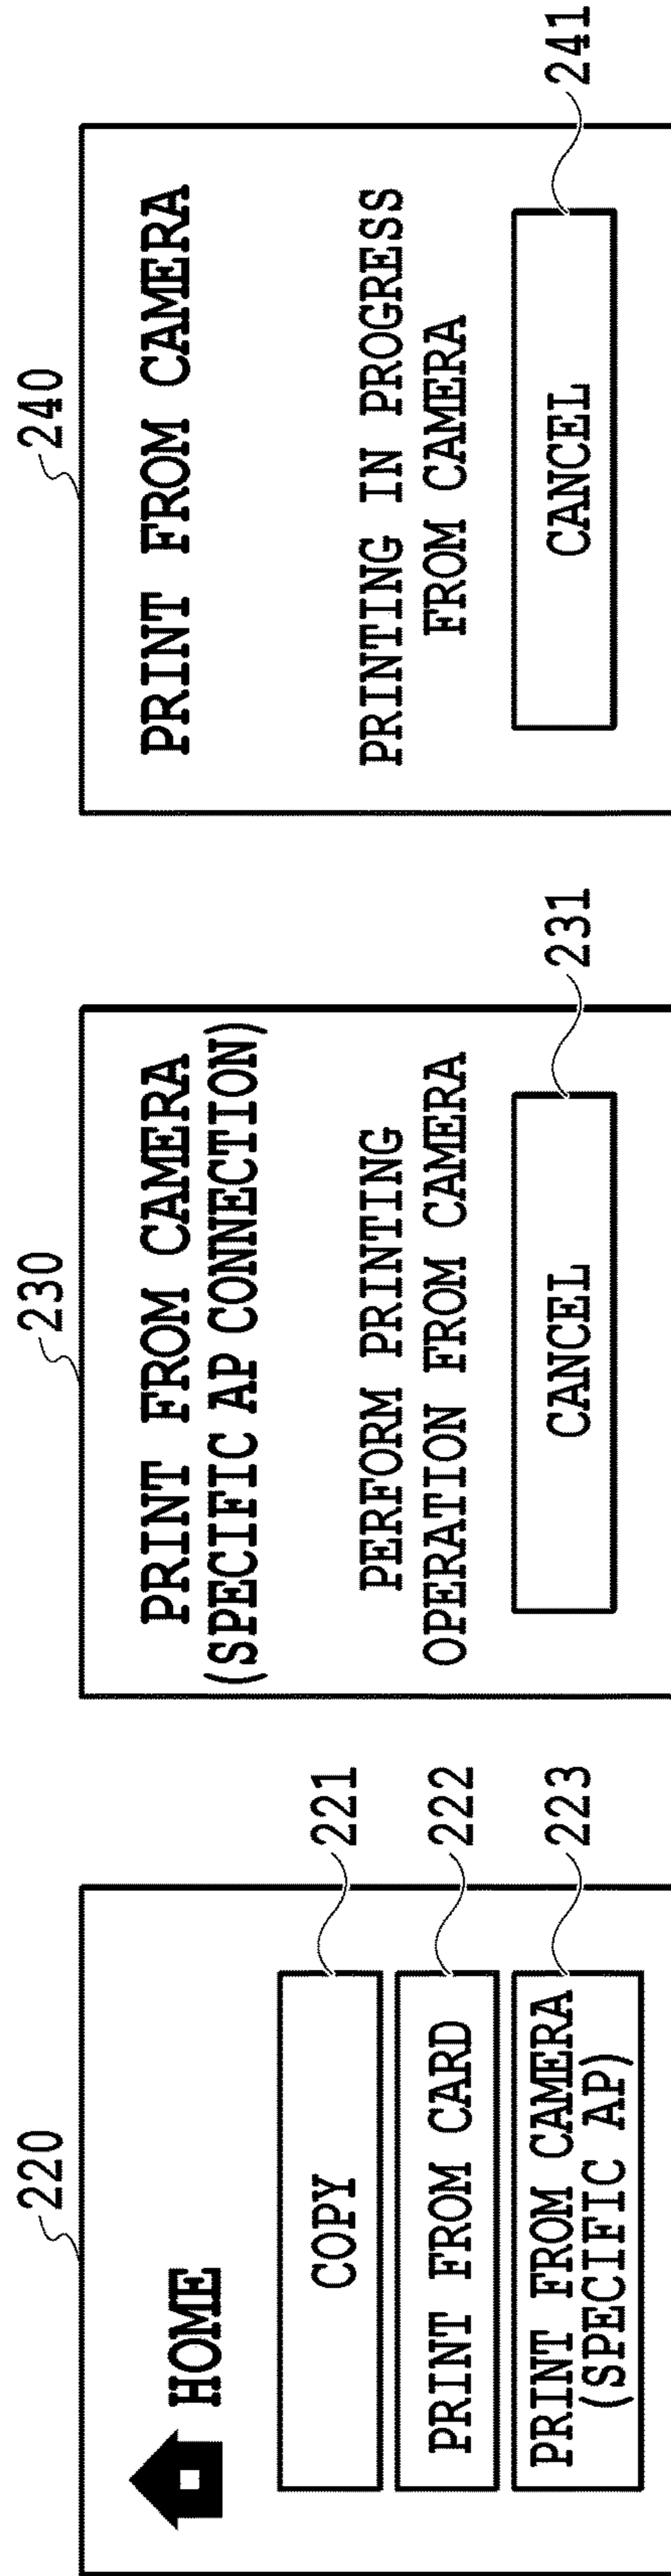 220
HOME
COPY
221
PRINT FROM CARD
222
PRINT FROM CAMERA
(SPECIFIC AP)
223
230
PRINT FROM CAMERA
(SPECIFIC AP CONNECTION)
PERFORM PRINTING
OPERATION FROM CAMERA
CANCEL
231
240
PRINT FROM CAMERA
PRINTING IN PROGRESS
FROM CAMERA
CANCEL
241